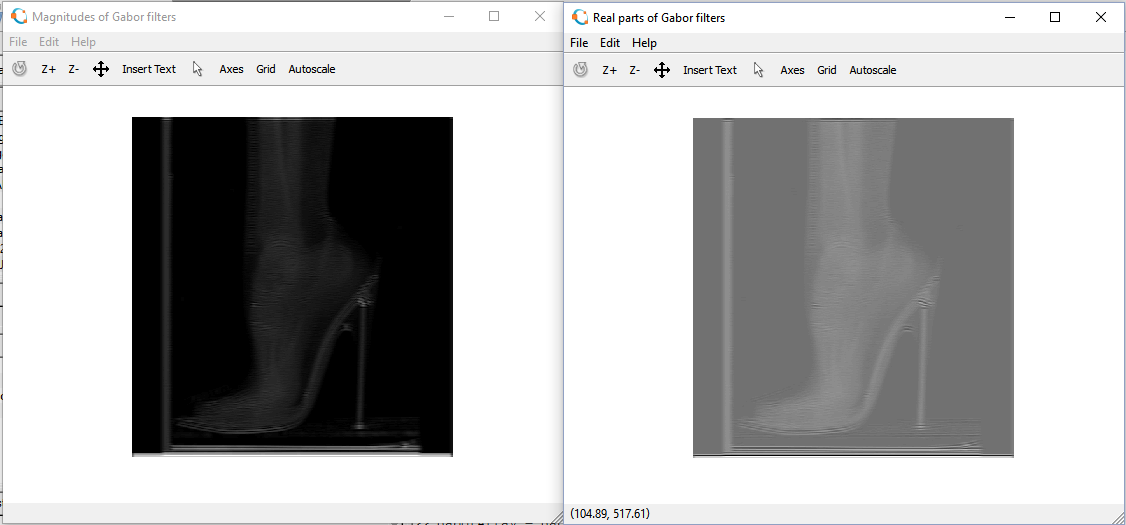 Magnitudes of Gabor filters
File Edit Help
Z+ Z- Insert Text Axes Grid Autoscale
Real parts of Gabor filters
File Edit Help
Z+ Z- Insert Text Axes Grid Autoscale
(104.89, 517.61)